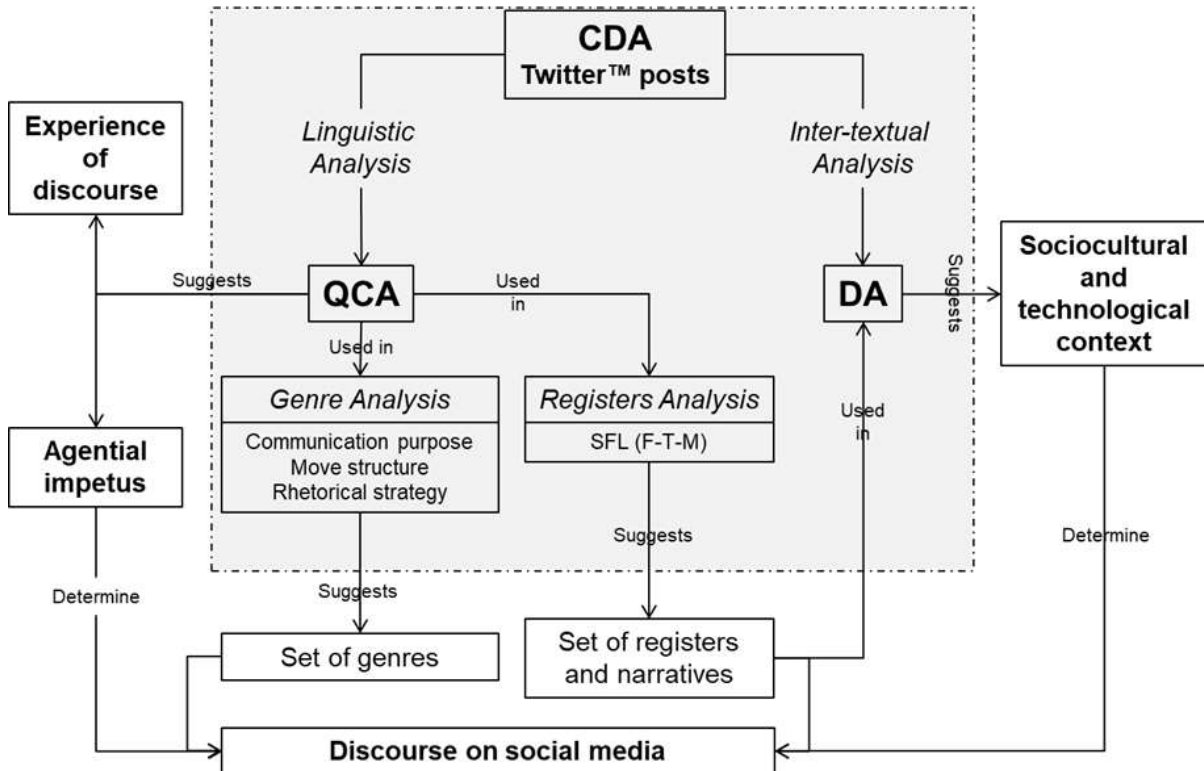 CDA
Twitter™ posts
Experience
of
discourse
Linguistic
Analysis
Inter-textual
Analysis
Sociocultural
and
technological
context
Suggests
QCA
Used
in
DA
Suggests
Used in
Genre Analysis
Communication purpose
Move structure
Rhetorical strategy
Registers Analysis
SFL (F-T-M)
Used
in
Agential
impetus
Suggests
Determine
Determine
Suggests
Set of genres
Set of registers
and narratives
Discourse on social media